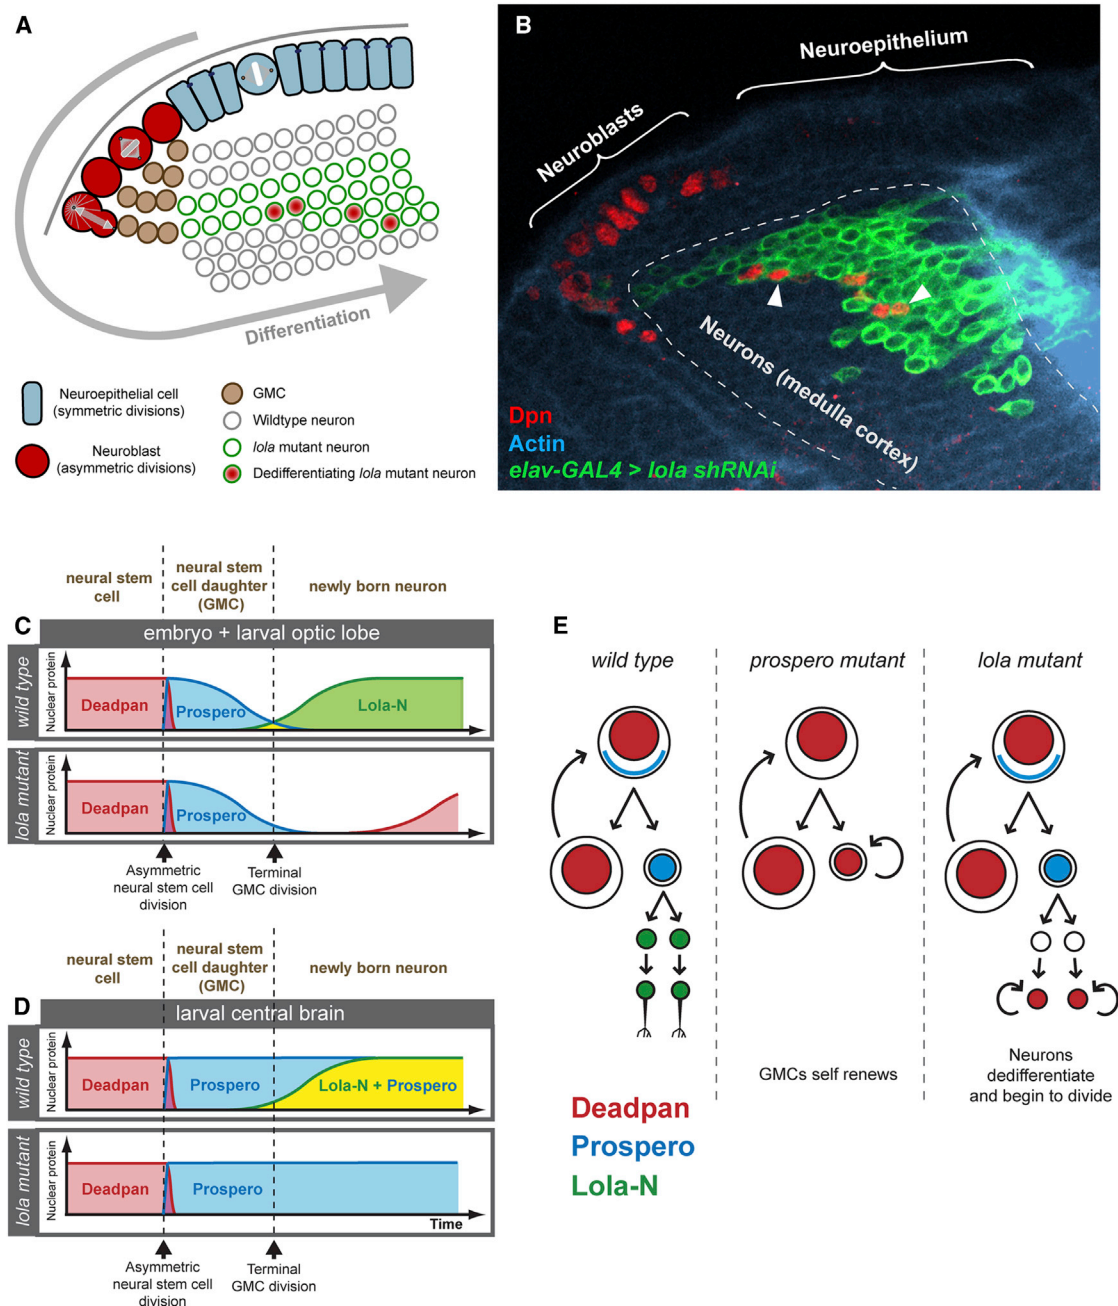 A
Differentiation
Neuroepithelial cell
(symmetric divisions)
Neuroblast
(asymmetric divisions)
GMC
Wildtype neuron
lola mutant neuron
Dedifferentiating lola mutant neuron
B
Neuroepithelium
Neuroblasts
Neurons (medulla cortex)
Dpn
Actin
elav-GAL4 > lola shRNAi
neural stem
cell
neural stem
cell daughter
(GMC)
newly born neuron
C
embryo + larval optic lobe
wild type
Nuclear protein
Deadpan
Prospero
Lola-N
lola mutant
Nuclear protein
Deadpan
Prospero
Asymmetric
neural stem cell
division
Terminal
GMC division
neural stem
cell
neural stem
cell daughter
(GMC)
newly born neuron
D
larval central brain
wild type
Nuclear protein
Deadpan
Prospero
Lola-N + Prospero
lola mutant
Nuclear protein
Deadpan
Prospero
Time
Asymmetric
neural stem cell
division
Terminal
GMC division
E
wild type
prospero mutant
lola mutant
GMCs self renews
Neurons
dedifferentiate
and begin to divide
Deadpan
Prospero
Lola-N